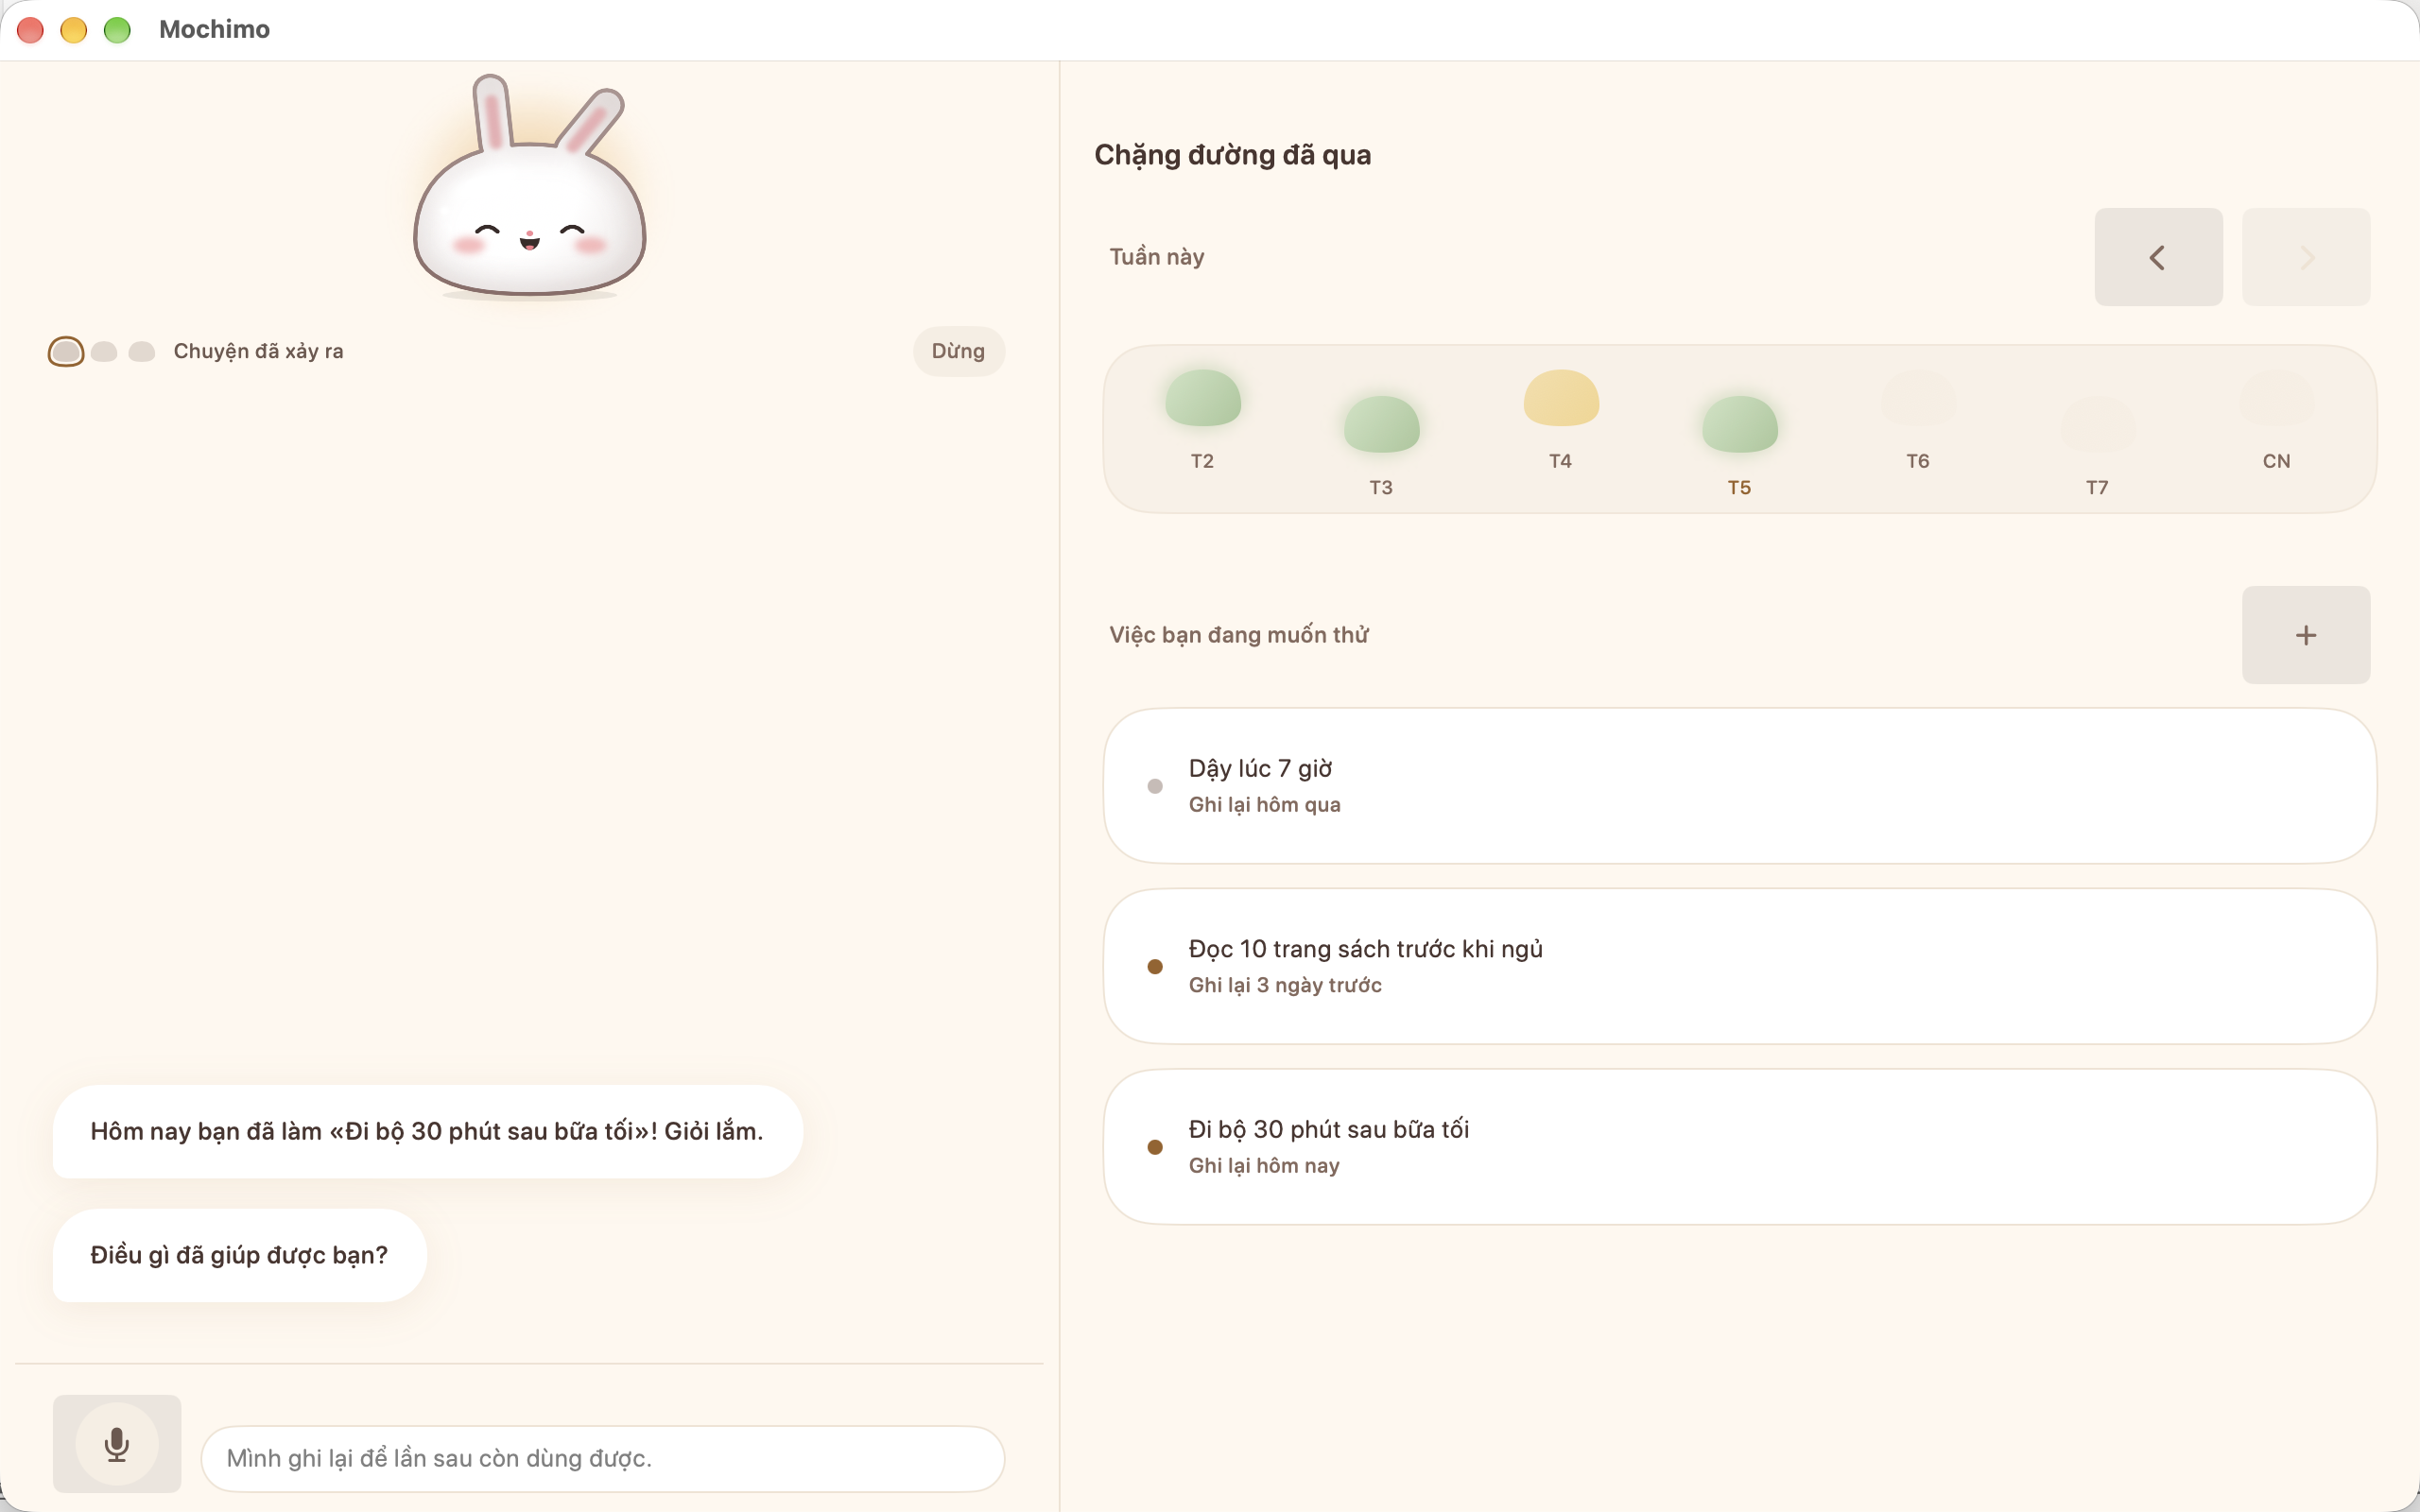 Mochimo
Chuyện đã xảy ra
Dừng
Hôm nay bạn đã làm «Đi bộ 30 phút sau bữa tối»! Giỏi lắm.
Điều gì đã giúp được bạn?
Mình ghi lại để lần sau còn dùng được.
Chặng đường đã qua
Tuần này
T2
T3
T4
T5
T6
T7
CN
Việc bạn đang muốn thử
Dậy lúc 7 giờ
Ghi lại hôm qua
Đọc 10 trang sách trước khi ngủ
Ghi lại 3 ngày trước
Đi bộ 30 phút sau bữa tối
Ghi lại hôm nay